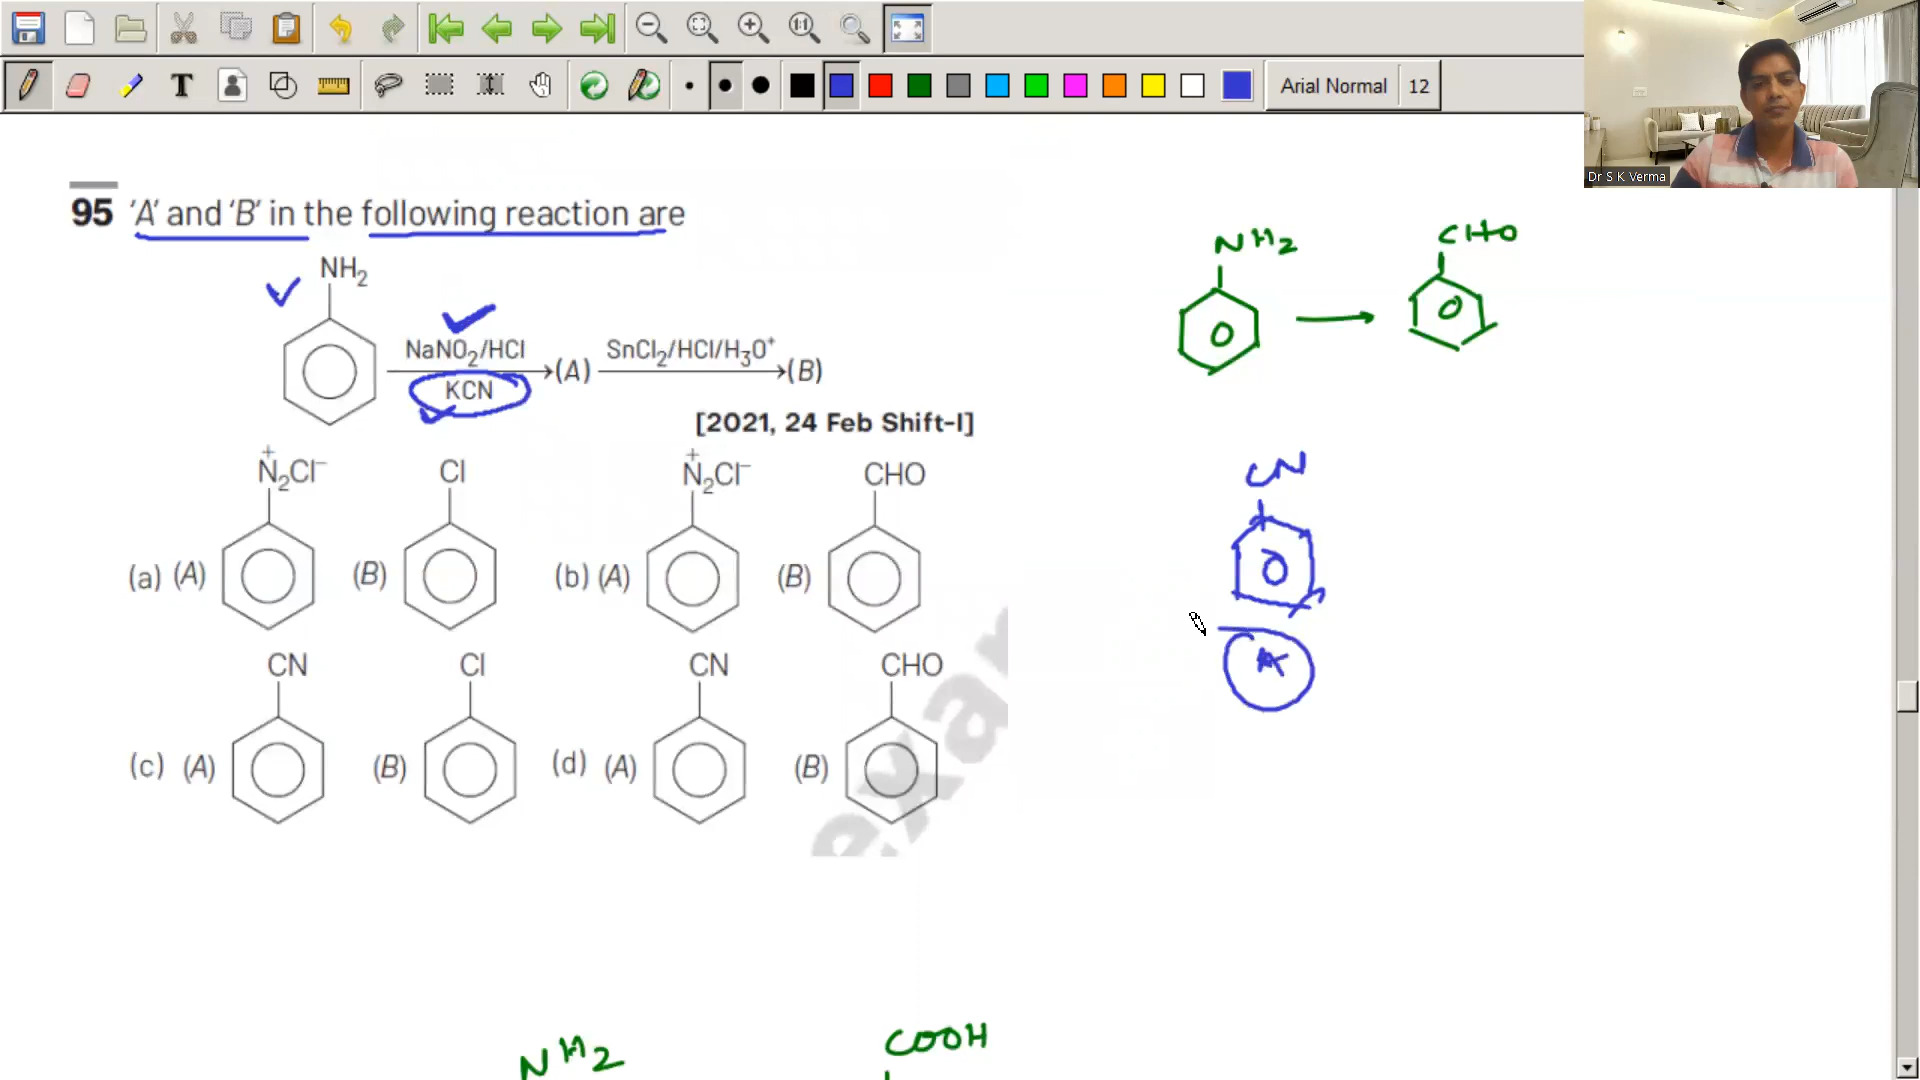 Arial Normal 12
Dr S K Verma
95 'A' and 'B' in the following reaction are
NH2
NaNO2/HCl
KCN
(A)
SnCl2/HCl/H3O+
(B)
[2021, 24 Feb Shift-I]
+
N2Cl−
Cl
+
N2Cl−
CHO
(a) (A) (B) (b) (A) (B)
CN Cl CN CHO
(c) (A) (B) (d) (A) (B)
exar
NH2
CHO
CN
A
NH2
COOH